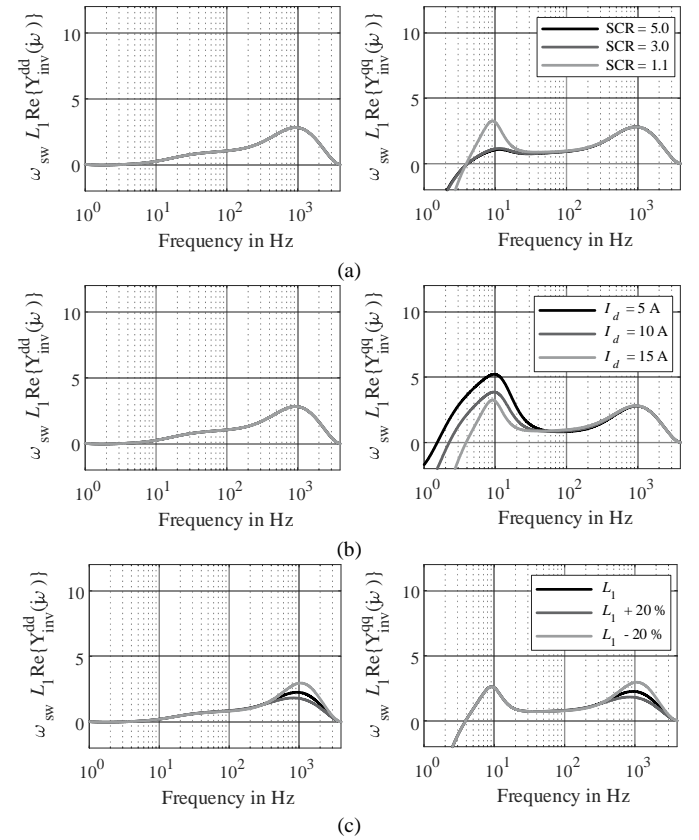 ω_sw L_1 Re{Y_inv^dd(jω)}
10
5
0
10^0 10^1 10^2 10^3
Frequency in Hz
ω_sw L_1 Re{Y_inv^qq(jω)}
10
5
0
10^0 10^1 10^2 10^3
Frequency in Hz
SCR = 5.0
SCR = 3.0
SCR = 1.1
(a)
ω_sw L_1 Re{Y_inv^dd(jω)}
10
5
0
10^0 10^1 10^2 10^3
Frequency in Hz
ω_sw L_1 Re{Y_inv^qq(jω)}
10
5
0
10^0 10^1 10^2 10^3
Frequency in Hz
I_d = 5 A
I_d = 10 A
I_d = 15 A
(b)
ω_sw L_1 Re{Y_inv^dd(jω)}
10
5
0
10^0 10^1 10^2 10^3
Frequency in Hz
ω_sw L_1 Re{Y_inv^qq(jω)}
10
5
0
10^0 10^1 10^2 10^3
Frequency in Hz
L_1
L_1 + 20 %
L_1 - 20 %
(c)